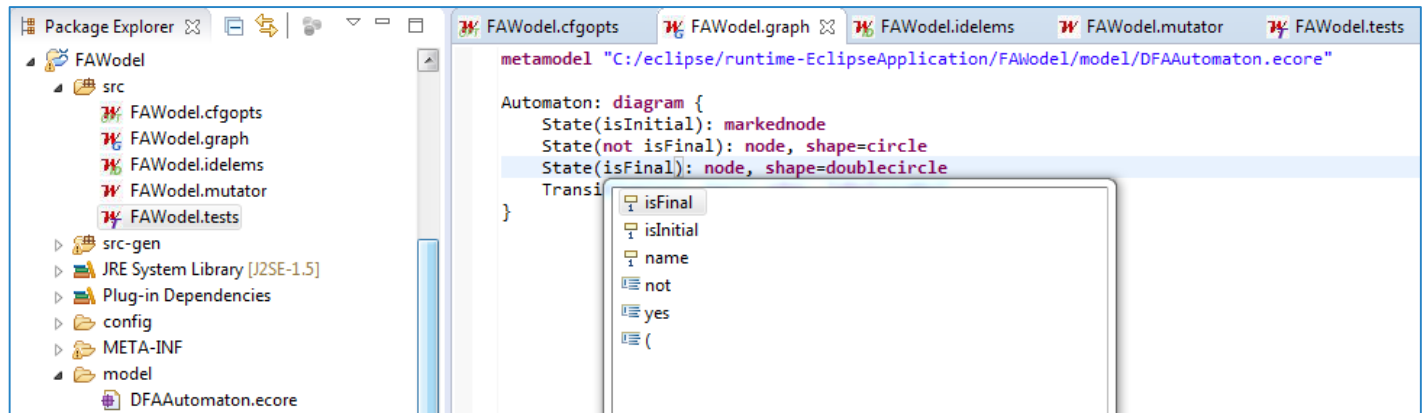 Package Explorer
FAWodel
src
FAWodel.cfgopts
FAWodel.graph
FAWodel.idelems
FAWodel.mutator
FAWodel.tests
src-gen
JRE System Library [J2SE-1.5]
Plug-in Dependencies
config
META-INF
model
DFAAutomaton.ecore
FAWodel.cfgopts FAWodel.graph FAWodel.idelems FAWodel.mutator FAWodel.tests
metamodel "C:/eclipse/runtime-EclipseApplication/FAWodel/model/DFAAutomaton.ecore"
Automaton: diagram {
State(isInitial): markednode
State(not isFinal): node, shape=circle
State(isFinal): node, shape=doublecircle
Transi
}
isFinal
isInitial
name
not
yes
(